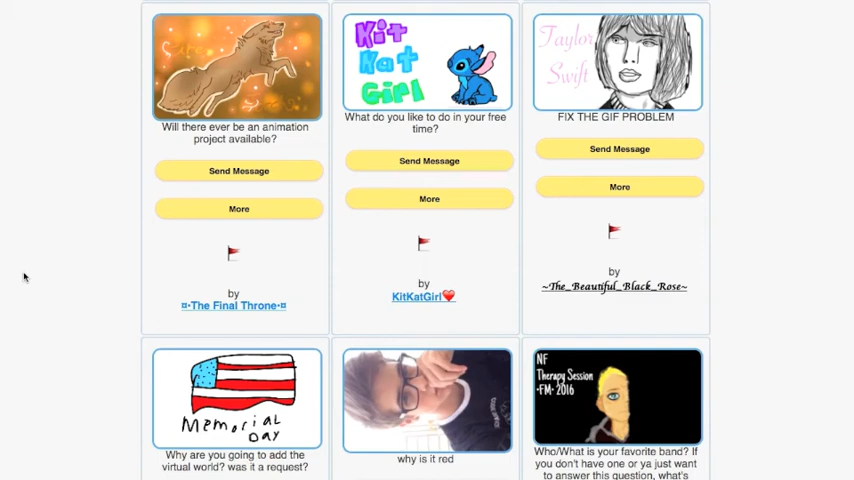 Cafe
Kit
Kat
Girl
Taylor
Swift
Will there ever be an animation
project available?
What do you like to do in your free
time?
FIX THE GIF PROBLEM
Send Message
Send Message
Send Message
More
More
More
by
¤•The Final Throne•¤
by
KitKatGirl❤️
by
~The_Beautiful_Black_Rose~
Memorial
Day
NF
Therapy Session
•FM• 2016
Why are you going to add the
virtual world? was it a request?
why is it red
Who/What is your favorite band? If
you don't have one or ya just want
to answer this question, what's